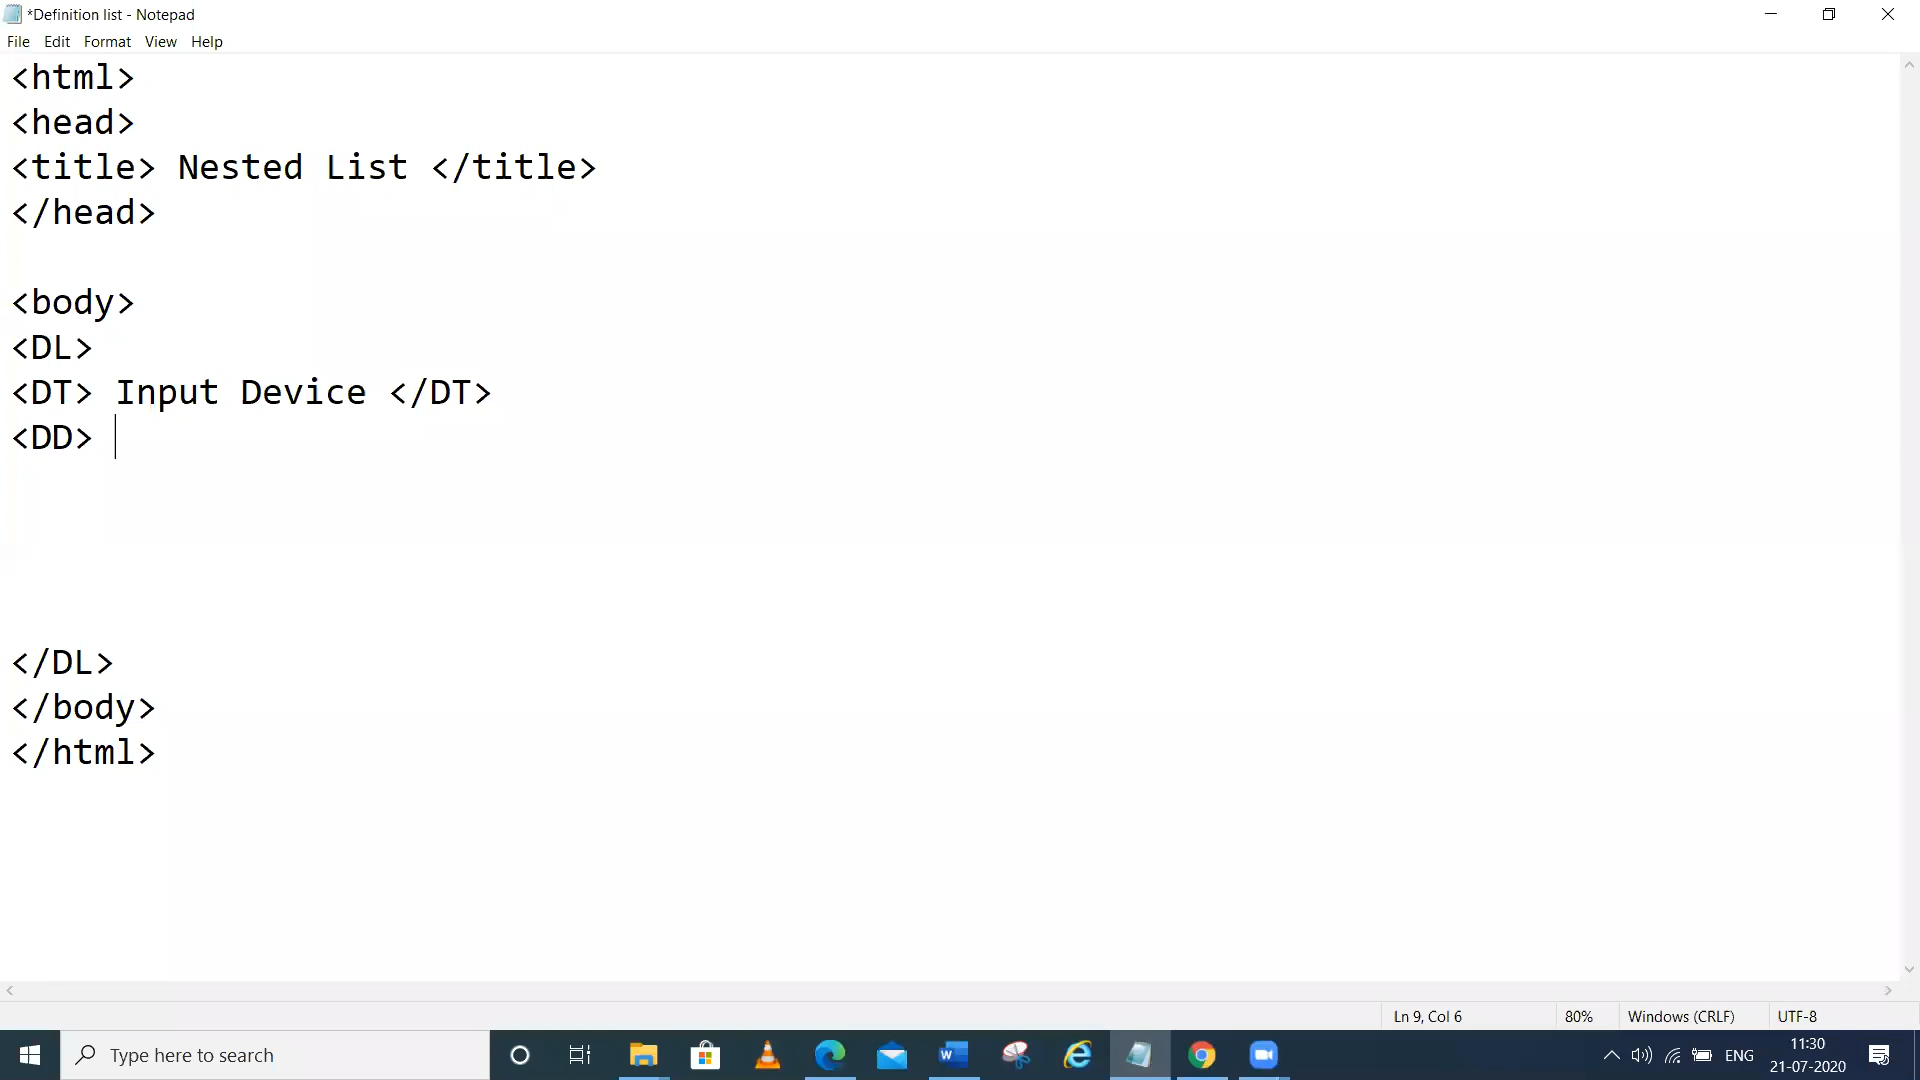 *Definition list - Notepad
File Edit Format View Help
<html>
<head>
<title> Nested List </title>
</head>
<body>
<DL>
<DT> Input Device </DT>
<DD>
</DL>
</body>
</html>
Ln 9, Col 6 80% Windows (CRLF) UTF-8
Type here to search
ENG
11:30
21-07-2020